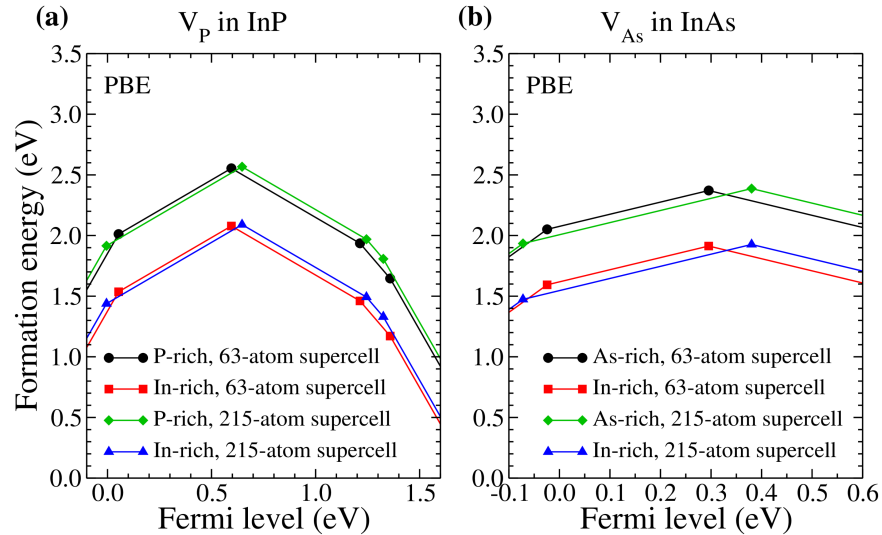 (a) V_P in InP
PBE
Formation energy (eV)
3.5
3.0
2.5
2.0
1.5
1.0
0.5
0.0
P-rich, 63-atom supercell
In-rich, 63-atom supercell
P-rich, 215-atom supercell
In-rich, 215-atom supercell
0.0 0.5 1.0 1.5
Fermi level (eV)
(b) V_As in InAs
PBE
3.5
3.0
2.5
2.0
1.5
1.0
0.5
0.0
As-rich, 63-atom supercell
In-rich, 63-atom supercell
As-rich, 215-atom supercell
In-rich, 215-atom supercell
-0.1 0.0 0.1 0.2 0.3 0.4 0.5 0.6
Fermi level (eV)